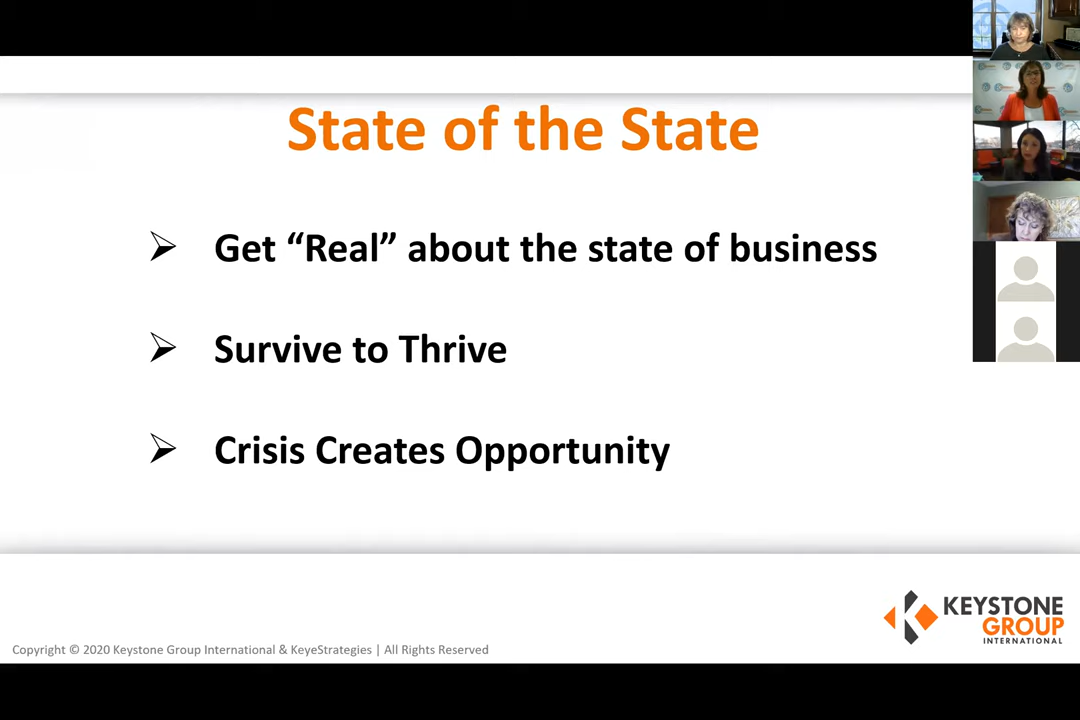 State of the State
Get “Real” about the state of business
Survive to Thrive
Crisis Creates Opportunity
KEYSTONE
GROUP
INTERNATIONAL
Copyright © 2020 Keystone Group International & KeyeStrategies | All Rights Reserved